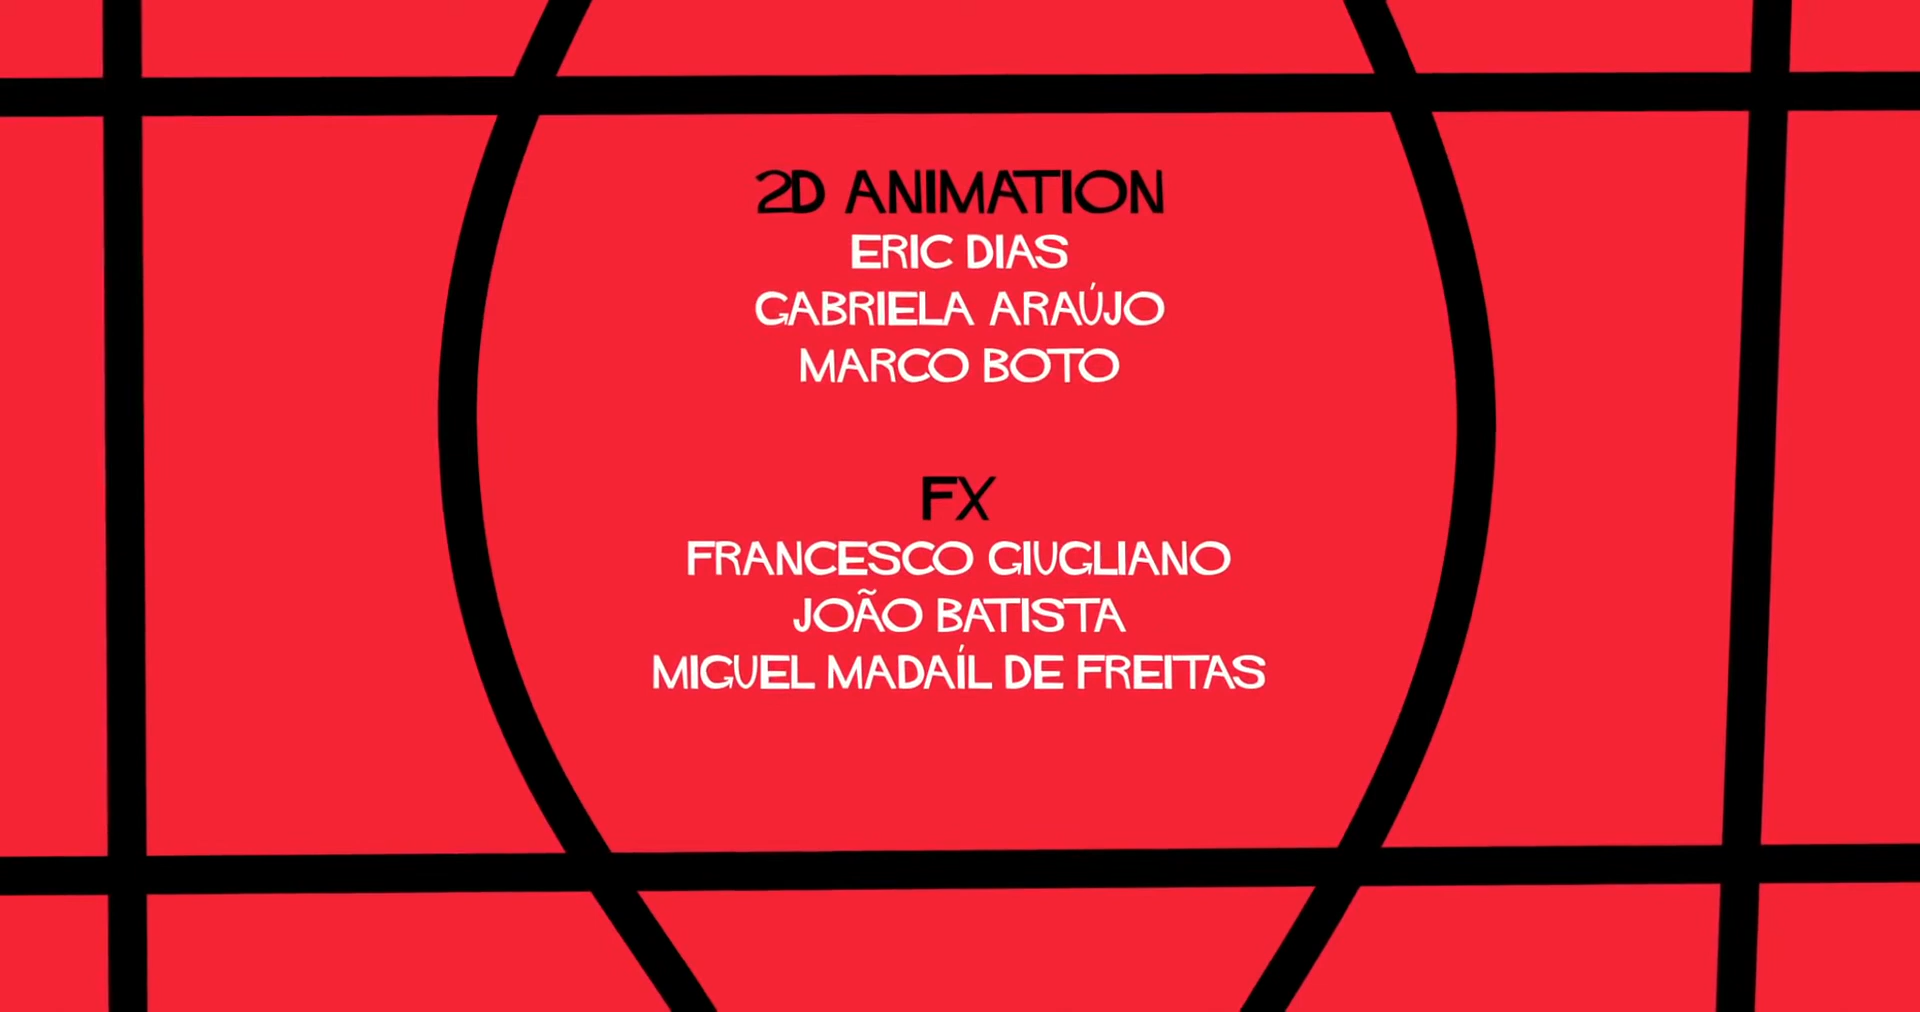 2D ANIMATION
ERIC DIAS
GABRIELA ARAÚJO
MARCO BOTO
FX
FRANCESCO GIUGLIANO
JOÃO BATISTA
MIGUEL MADAÍL DE FREITAS